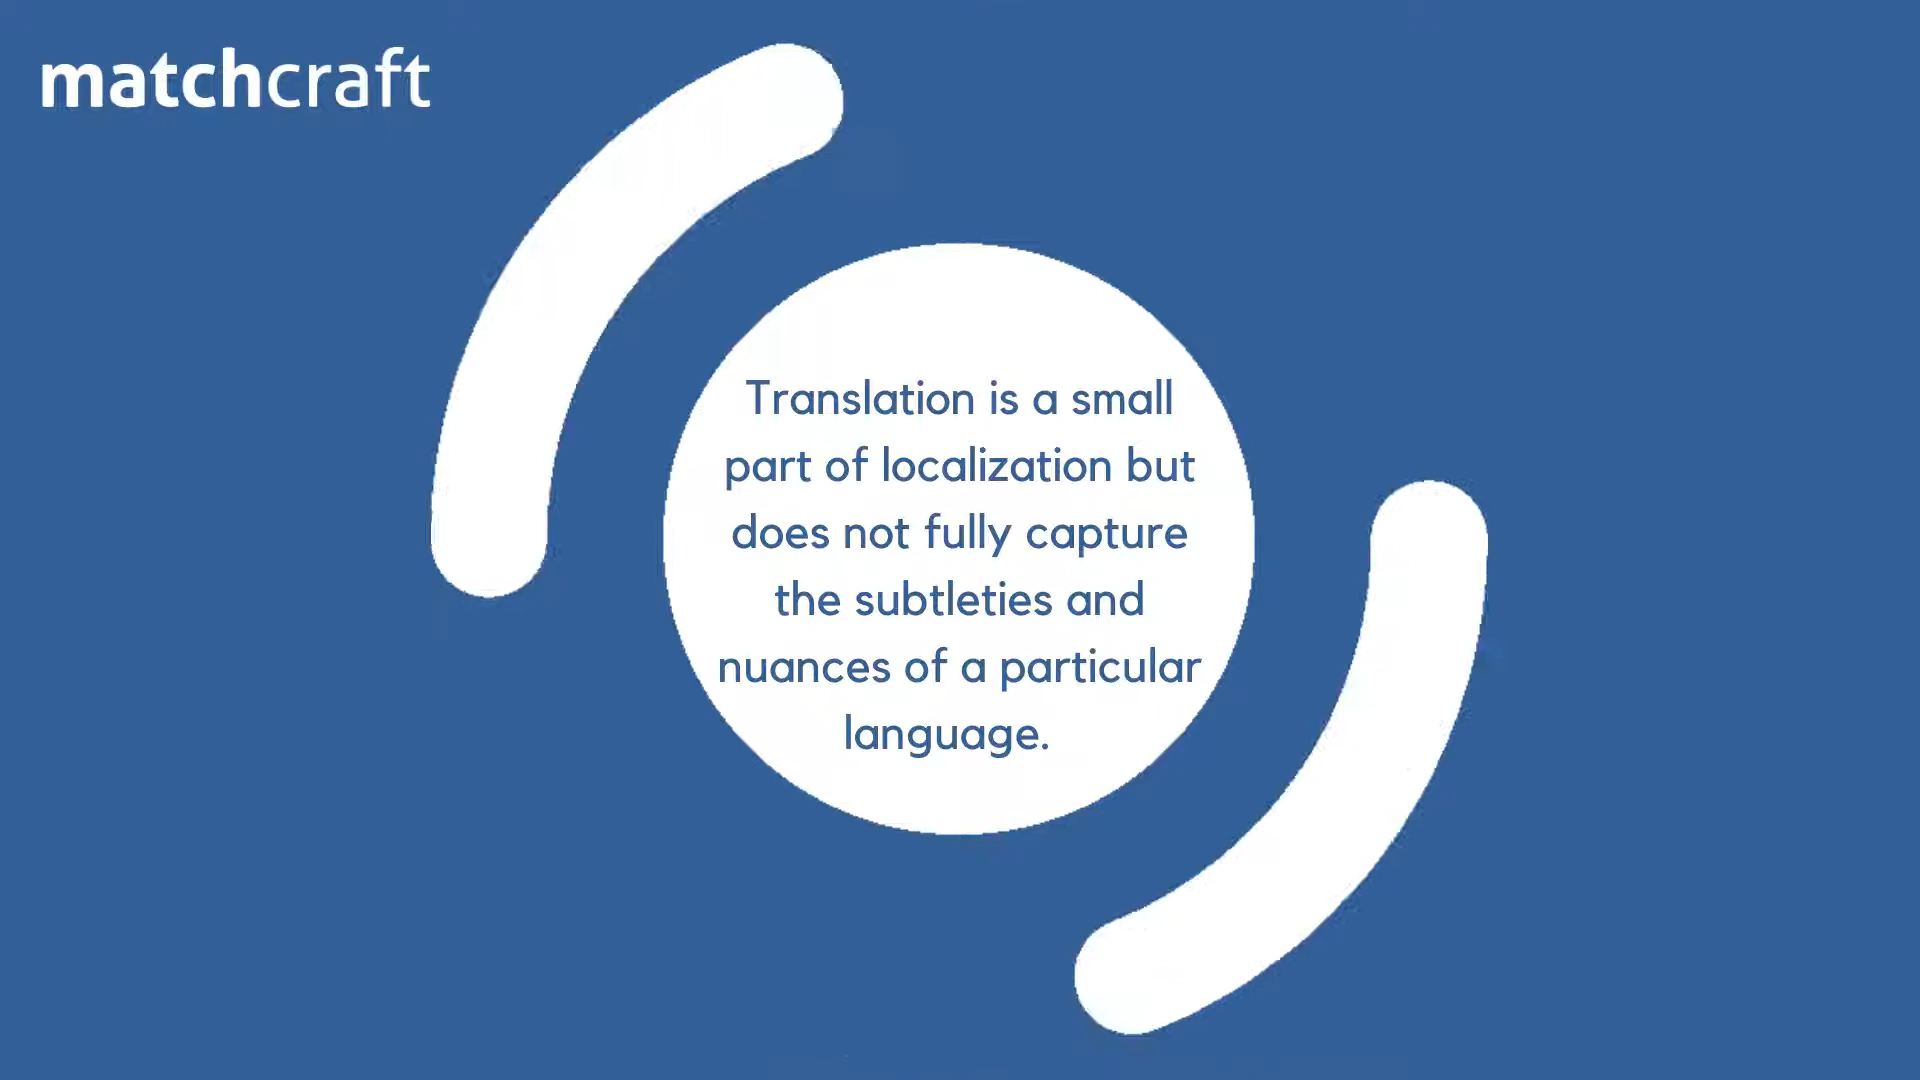 matchcraft
Translation is a small
part of localization but
does not fully capture
the subtleties and
nuances of a particular
language.